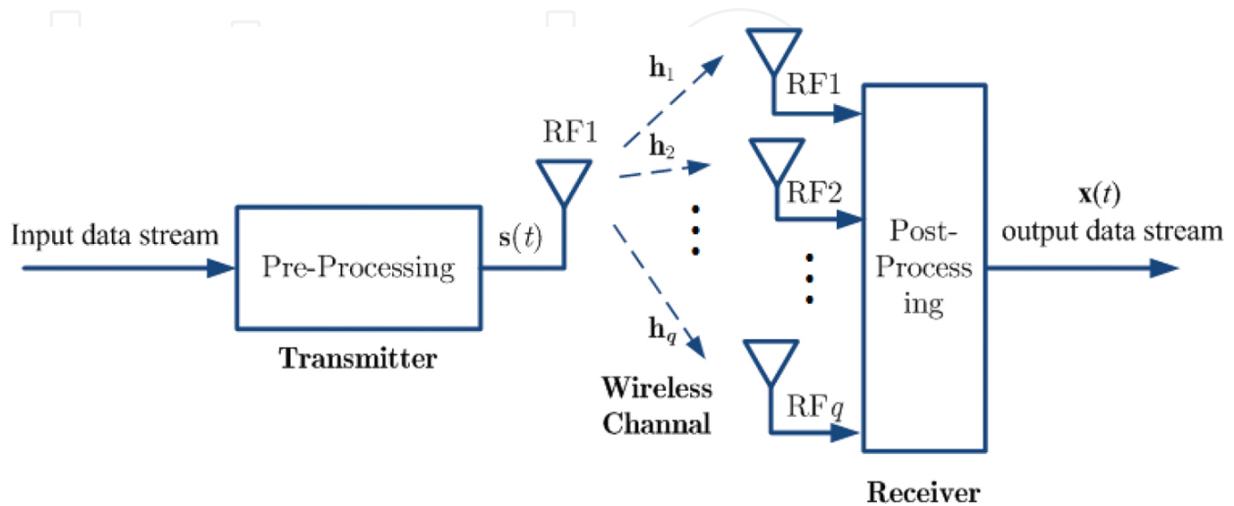 Input data stream
Pre-Processing
Transmitter
s(t)
RF1
h₁
h₂
h_q
Wireless
Channal
RF1
RF2
RFq
Post-
Process
ing
Receiver
x(t)
output data stream